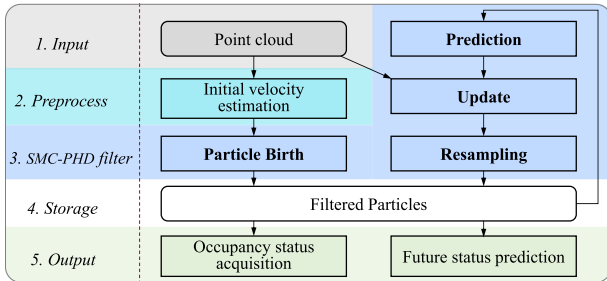 1. Input
Point cloud
Prediction
2. Preprocess
Initial velocity
estimation
Update
3. SMC-PHD filter
Particle Birth
Resampling
4. Storage
Filtered Particles
5. Output
Occupancy status
acquisition
Future status prediction